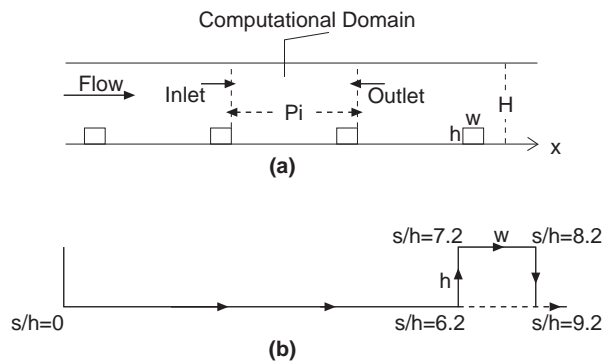 Computational Domain
Flow
Inlet
Outlet
Pi
H
w
h
x
(a)
s/h=7.2
w
s/h=8.2
h
s/h=0
s/h=6.2
s/h=9.2
(b)